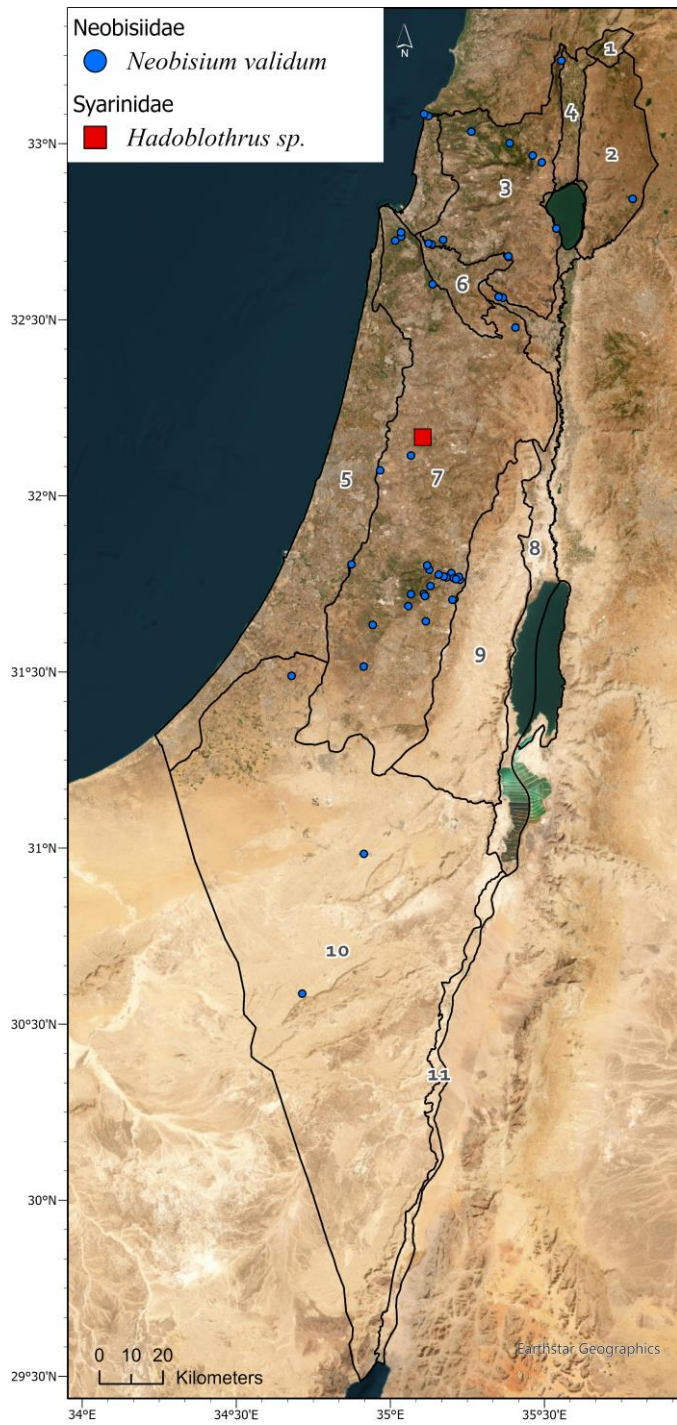 Neobisiidae
Neobisium validum
Syarinidae
Hadoblothrus sp.
N
1
4
2
33°N
3
6
32°30'N
5
7
32°N
8
9
31°30'N
31°N
10
30°30'N
11
30°N
Earthstar Geographics
0 10 20
Kilometers
29°30'N
34°E
34°30'E
35°E
35°30'E